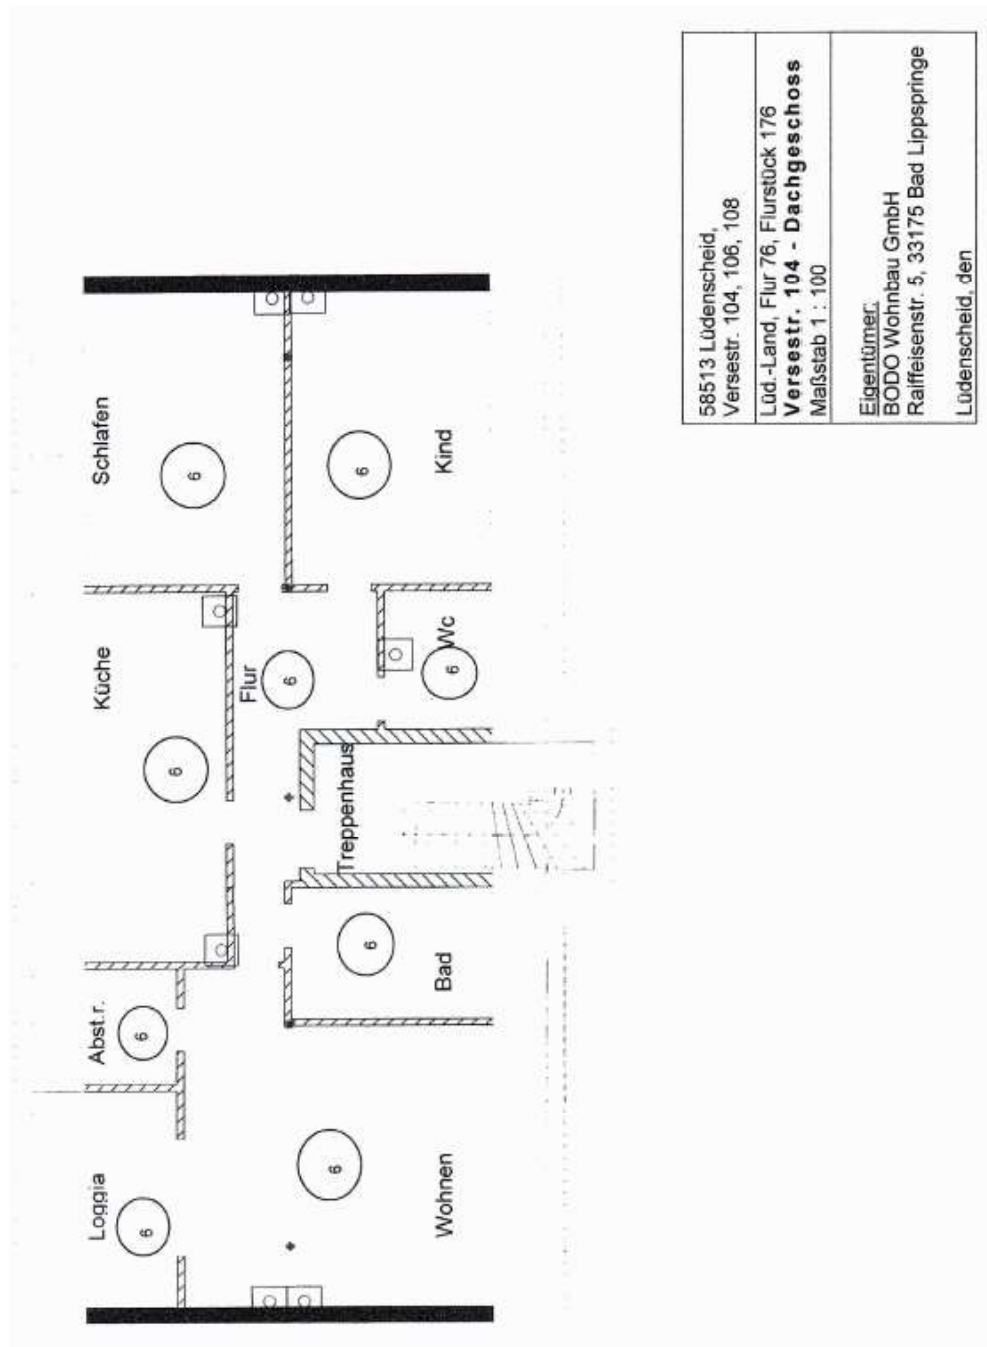 58513 Lüdenscheid,
Versestr. 104, 106, 108
Lüd.-Land, Flur 76, Flurstück 176
Versestr. 104 - Dachgeschoss
Maßstab 1 : 100
Eigentümer:
BODO Wohnbau GmbH
Raiffeisenstr. 5, 33175 Bad Lippspringe
Lüdenscheid, den
Loggia
6
Abst.r.
6
Küche
6
Schlafen
6
Flur
6
Wohnen
6
Bad
6
Treppenhaus
Wc
6
Kind
6